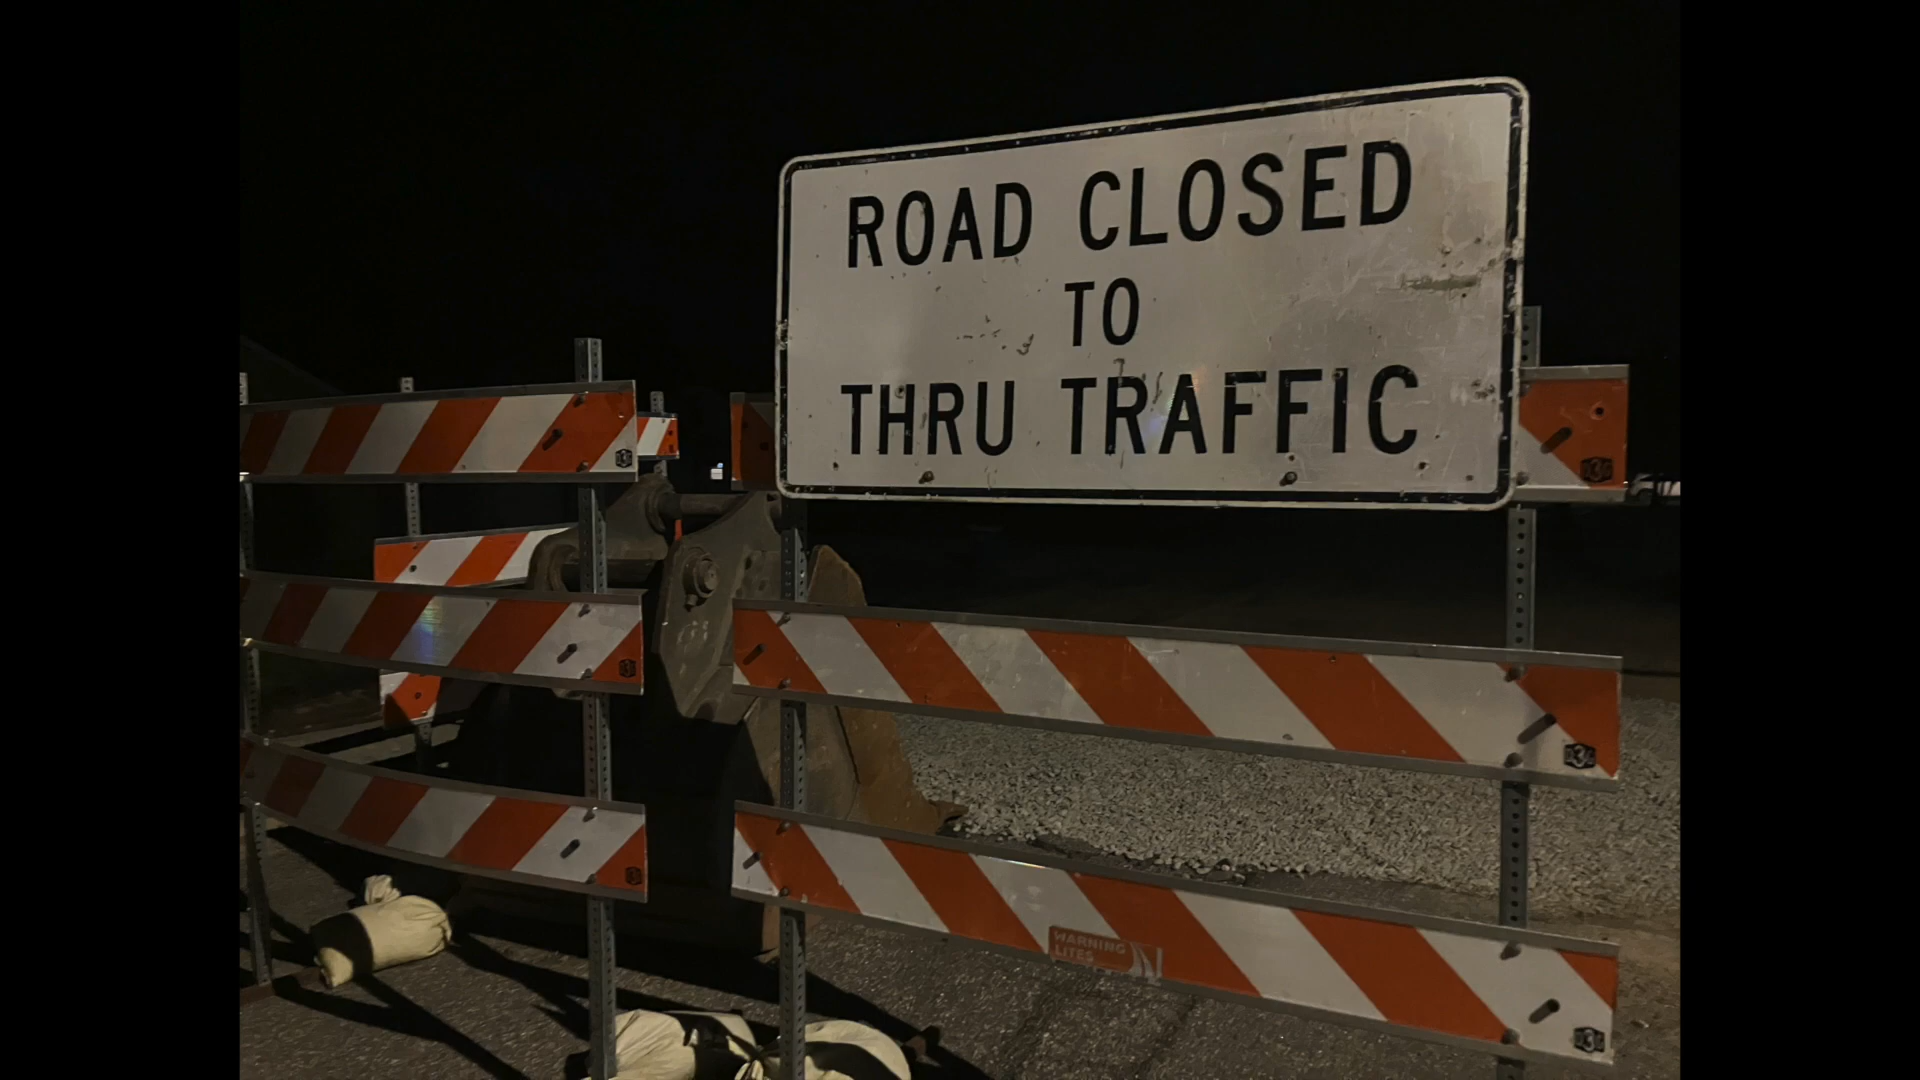 ROAD CLOSED
TO
THRU TRAFFIC
WARNING
LITES